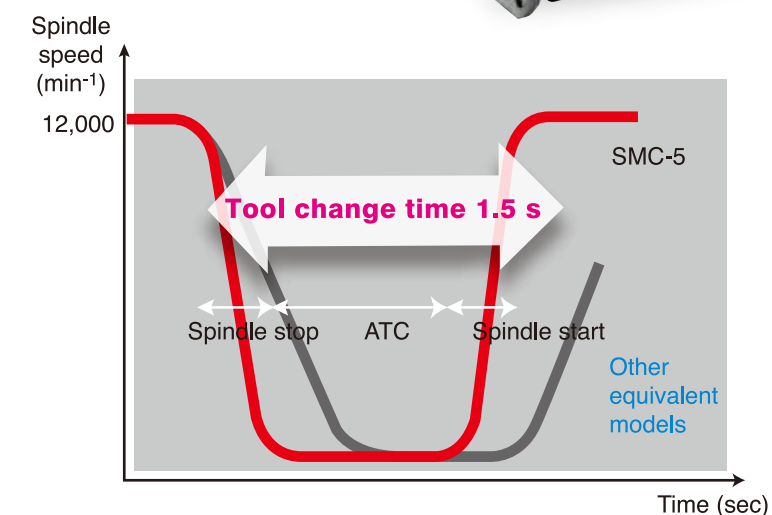 Spindle
speed
(min-1)
12,000
SMC-5
Tool change time 1.5 s
Spindle stop
ATC
Spindle start
Other
equivalent
models
Time (sec)